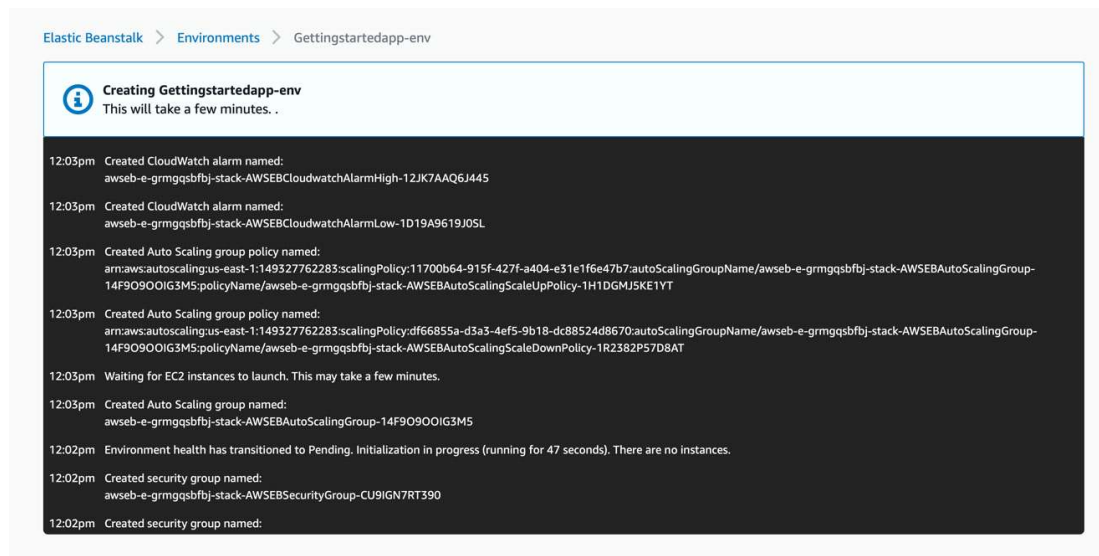 Elastic Beanstalk > Environments > Gettingstartedapp-env
Creating Gettingstartedapp-env
This will take a few minutes. .
12:03pm Created CloudWatch alarm named:
awseb-e-grmgqsbfbj-stack-AWSEBCloudwatchAlarmHigh-12JK7AAQ6J445
12:03pm Created CloudWatch alarm named:
awseb-e-grmgqsbfbj-stack-AWSEBCloudwatchAlarmLow-1D19A9619J0SL
12:03pm Created Auto Scaling group policy named:
arn:aws:autoscaling:us-east-1:149327762283:scalingPolicy:11700b64-915f-427f-a404-e31e1f6e47b7:autoScalingGroupName/awseb-e-grmgqsbfbj-stack-AWSEBAutoScalingGroup-
14F9O9OOIG3M5:policyName/awseb-e-grmgqsbfbj-stack-AWSEBAutoScalingScaleUpPolicy-1H1DGMJ5KE1YT
12:03pm Created Auto Scaling group policy named:
arn:aws:autoscaling:us-east-1:149327762283:scalingPolicy:df66855a-d3a3-4ef5-9b18-dc88524d8670:autoScalingGroupName/awseb-e-grmgqsbfbj-stack-AWSEBAutoScalingGroup-
14F9O9OOIG3M5:policyName/awseb-e-grmgqsbfbj-stack-AWSEBAutoScalingScaleDownPolicy-1R2382P57D8AT
12:03pm Waiting for EC2 instances to launch. This may take a few minutes.
12:03pm Created Auto Scaling group named:
awseb-e-grmgqsbfbj-stack-AWSEBAutoScalingGroup-14F9O9OOIG3M5
12:02pm Environment health has transitioned to Pending. Initialization in progress (running for 47 seconds). There are no instances.
12:02pm Created security group named:
awseb-e-grmgqsbfbj-stack-AWSEBSecurityGroup-CU9IGN7RT390
12:02pm Created security group named: